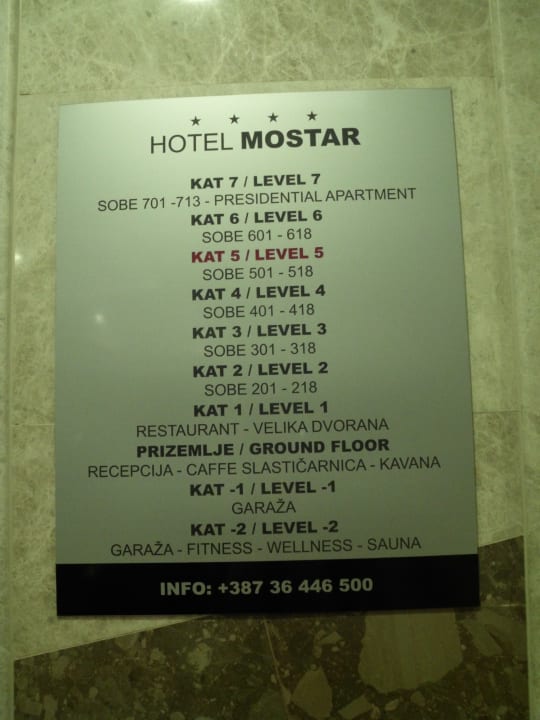 ★ ★ ★ ★
HOTEL MOSTAR
KAT 7 / LEVEL 7
SOBE 701 -713 - PRESIDENTIAL APARTMENT
KAT 6 / LEVEL 6
SOBE 601 - 618
KAT 5 / LEVEL 5
SOBE 501 - 518
KAT 4 / LEVEL 4
SOBE 401 - 418
KAT 3 / LEVEL 3
SOBE 301 - 318
KAT 2 / LEVEL 2
SOBE 201 - 218
KAT 1 / LEVEL 1
RESTAURANT - VELIKA DVORANA
PRIZEMLJE / GROUND FLOOR
RECEPCIJA - CAFFE SLASTIČARNICA - KAVANA
KAT -1 / LEVEL -1
GARAŽA
KAT -2 / LEVEL -2
GARAŽA - FITNESS - WELLNESS - SAUNA
INFO: +387 36 446 500